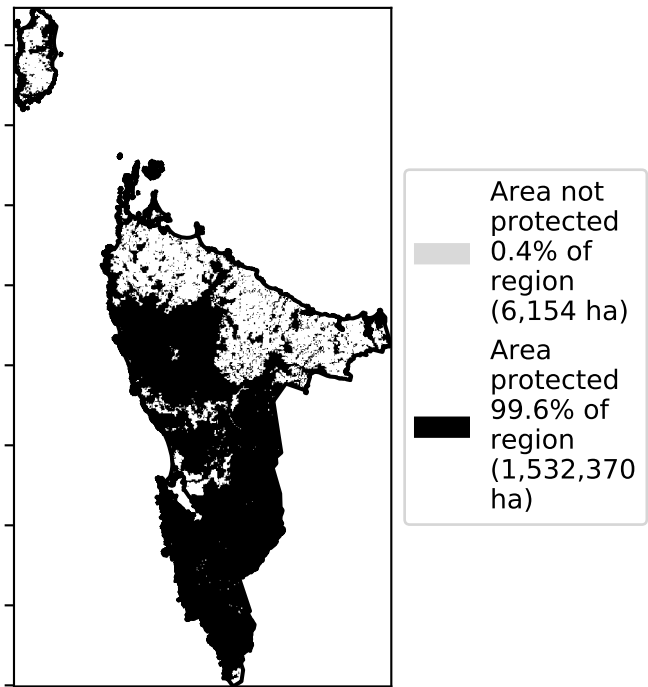 Area not
protected
0.4% of
region
(6,154 ha)
Area
protected
99.6% of
region
(1,532,370
ha)